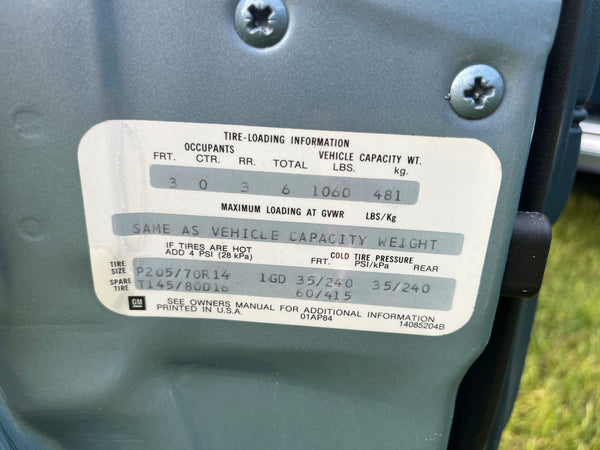 TIRE-LOADING INFORMATION
OCCUPANTS VEHICLE CAPACITY WT.
FRT. CTR. RR. TOTAL LBS. kg.
3 0 3 6 1060 481
MAXIMUM LOADING AT GVWR LBS/Kg
SAME AS VEHICLE CAPACITY WEIGHT
IF TIRES ARE HOT
ADD 4 PSI (28 kPa)
COLD TIRE PRESSURE
FRT. PSI/kPa REAR
TIRE SIZE P205/70R14 1GD 35/240 35/240
SPARE TIRE T145/80D16 60/415
GM
SEE OWNERS MANUAL FOR ADDITIONAL INFORMATION
PRINTED IN U.S.A. 01AP84 14085204B